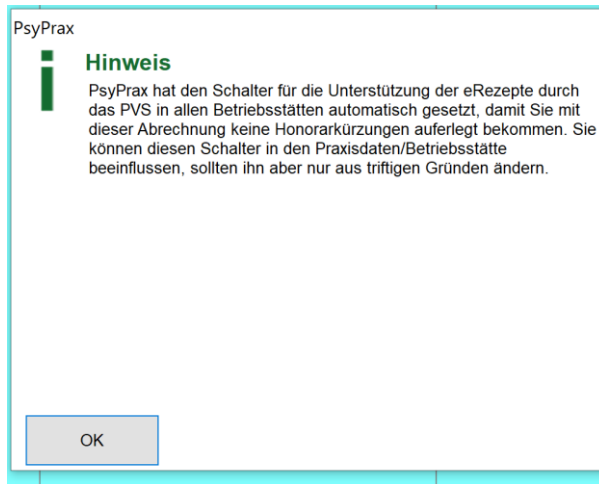 PsyPrax
Hinweis
PsyPrax hat den Schalter für die Unterstützung der eRezepte durch
das PVS in allen Betriebsstätten automatisch gesetzt, damit Sie mit
dieser Abrechnung keine Honorarkürzungen auferlegt bekommen. Sie
können diesen Schalter in den Praxisdaten/Betriebsstätte
beeinflussen, sollten ihn aber nur aus triftigen Gründen ändern.
OK